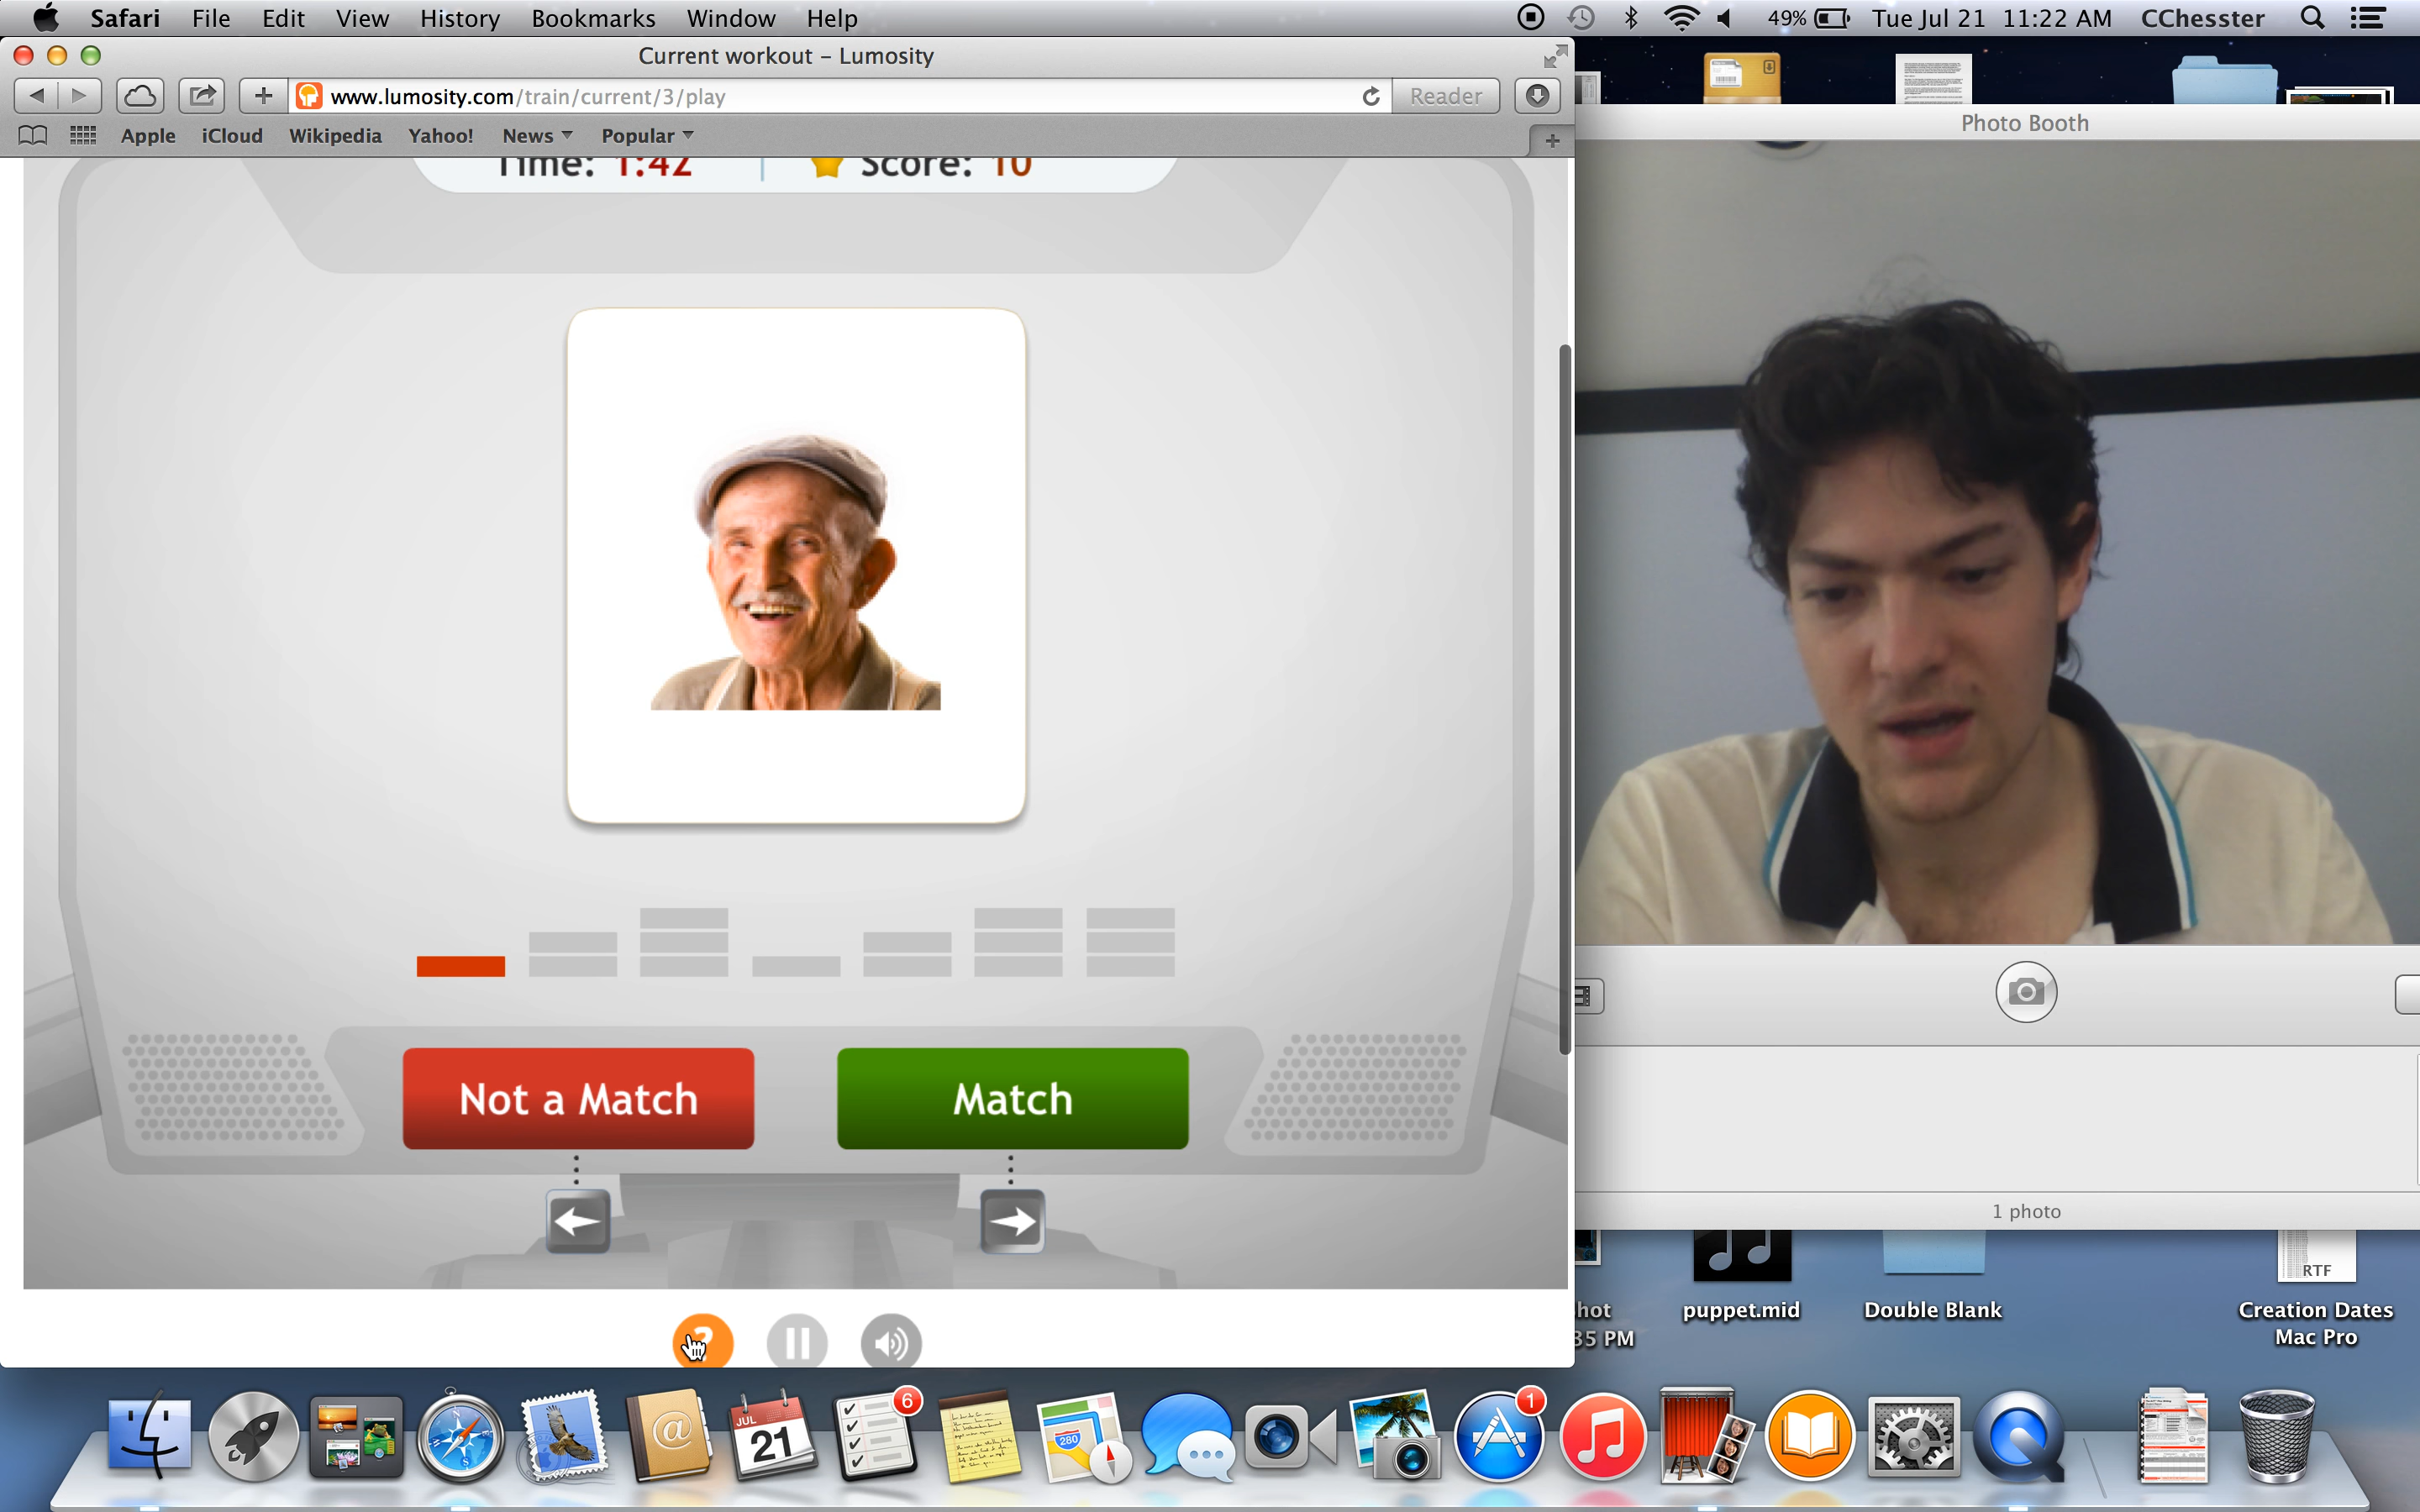 Safari File Edit View History Bookmarks Window Help 49% Tue Jul 21 11:22 AM CChesster
Current workout – Lumosity
www.lumosity.com/train/current/3/play Reader
Apple iCloud Wikipedia Yahoo! News Popular
Photo Booth
Time: 1:42 Score: 10
Not a Match Match
1 photo
RTF
hot
35 PM
puppet.mid
Double Blank
Creation Dates
Mac Pro
@
JUL
21
6
280
1